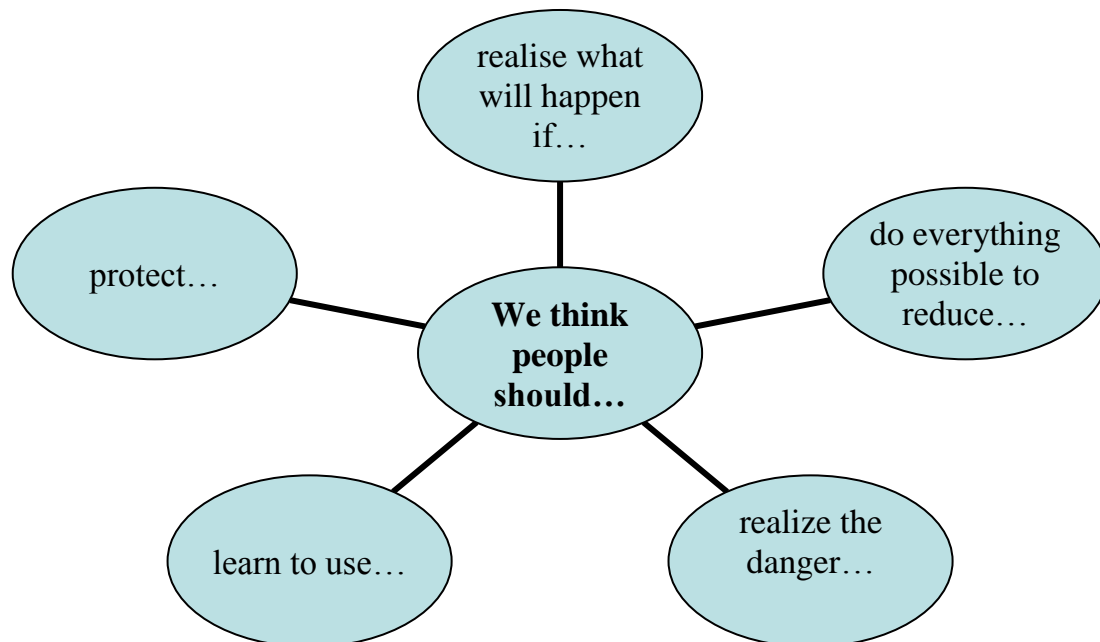 realise what
will happen
if…
protect…
do everything
possible to
reduce…
We think
people
should…
learn to use…
realize the
danger…